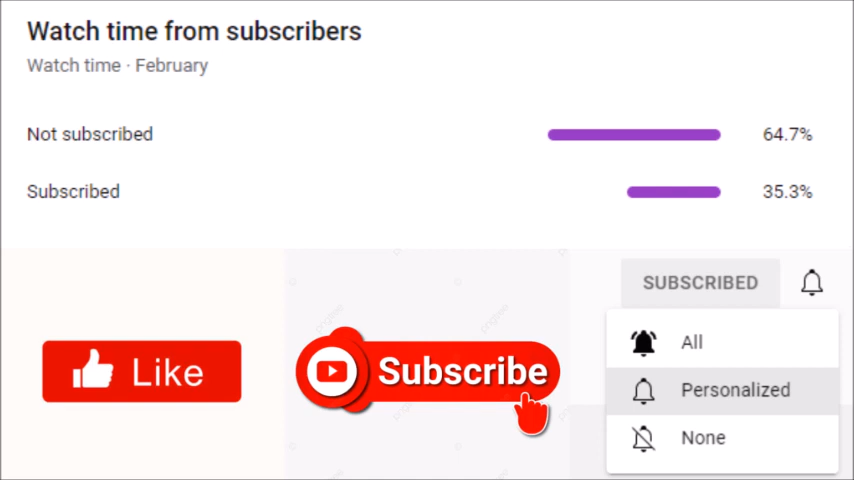 Watch time from subscribers
Watch time · February
Not subscribed 64.7%
Subscribed 35.3%
SUBSCRIBED
Like
Subscribe
All
Personalized
None